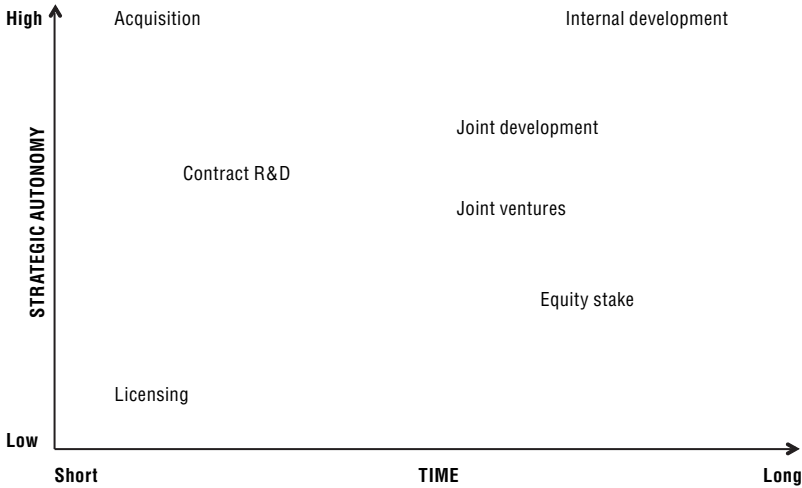 High
Acquisition
Internal development
Joint development
Contract R&D
Joint ventures
Equity stake
Licensing
STRATEGIC AUTONOMY
Low
Short
TIME
Long